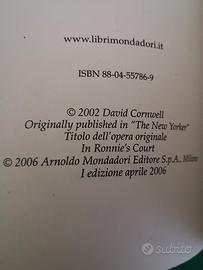 www.librimondadori.it
ISBN 88-04-55786-9
© 2002 David Cornwell
Originally published in "The New Yorker"
Titolo dell'opera originale
In Ronnie's Court
© 2006 Arnoldo Mondadori Editore S.p.A., Milano
I edizione aprile 2006
subito